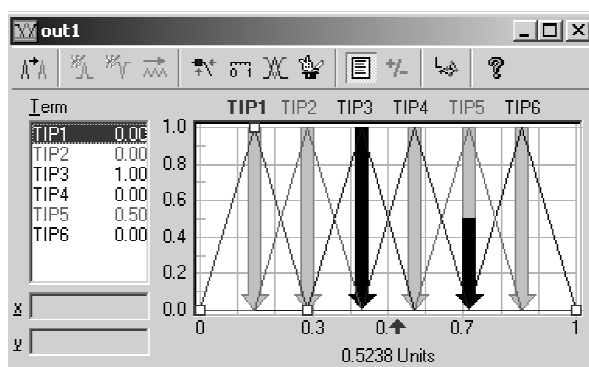 out1
Term
TIP1 TIP2 TIP3 TIP4 TIP5 TIP6
TIP1 0.00
TIP2 0.00
TIP3 1.00
TIP4 0.00
TIP5 0.50
TIP6 0.00
1.0
0.8
0.6
0.4
0.2
0.0
0 0.3 0.4 0.7 1
0.5238 Units
x
y